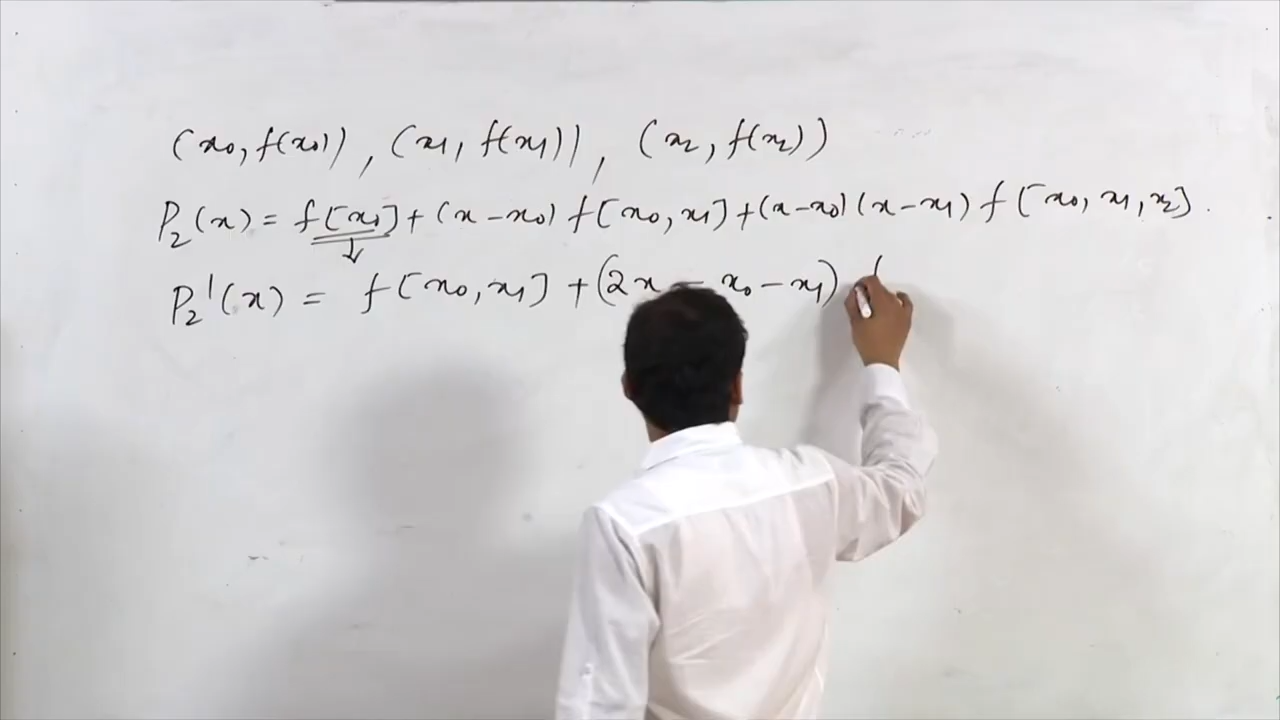 (x₀, f(x₀)), (x₁, f(x₁)), (x₂, f(x₂))
P₂(x) = f[x₀] + (x-x₀) f[x₀, x₁] + (x-x₀)(x-x₁) f[x₀, x₁, x₂].
P₂'(x) = f[x₀, x₁] + (2x - x₀ - x₁)